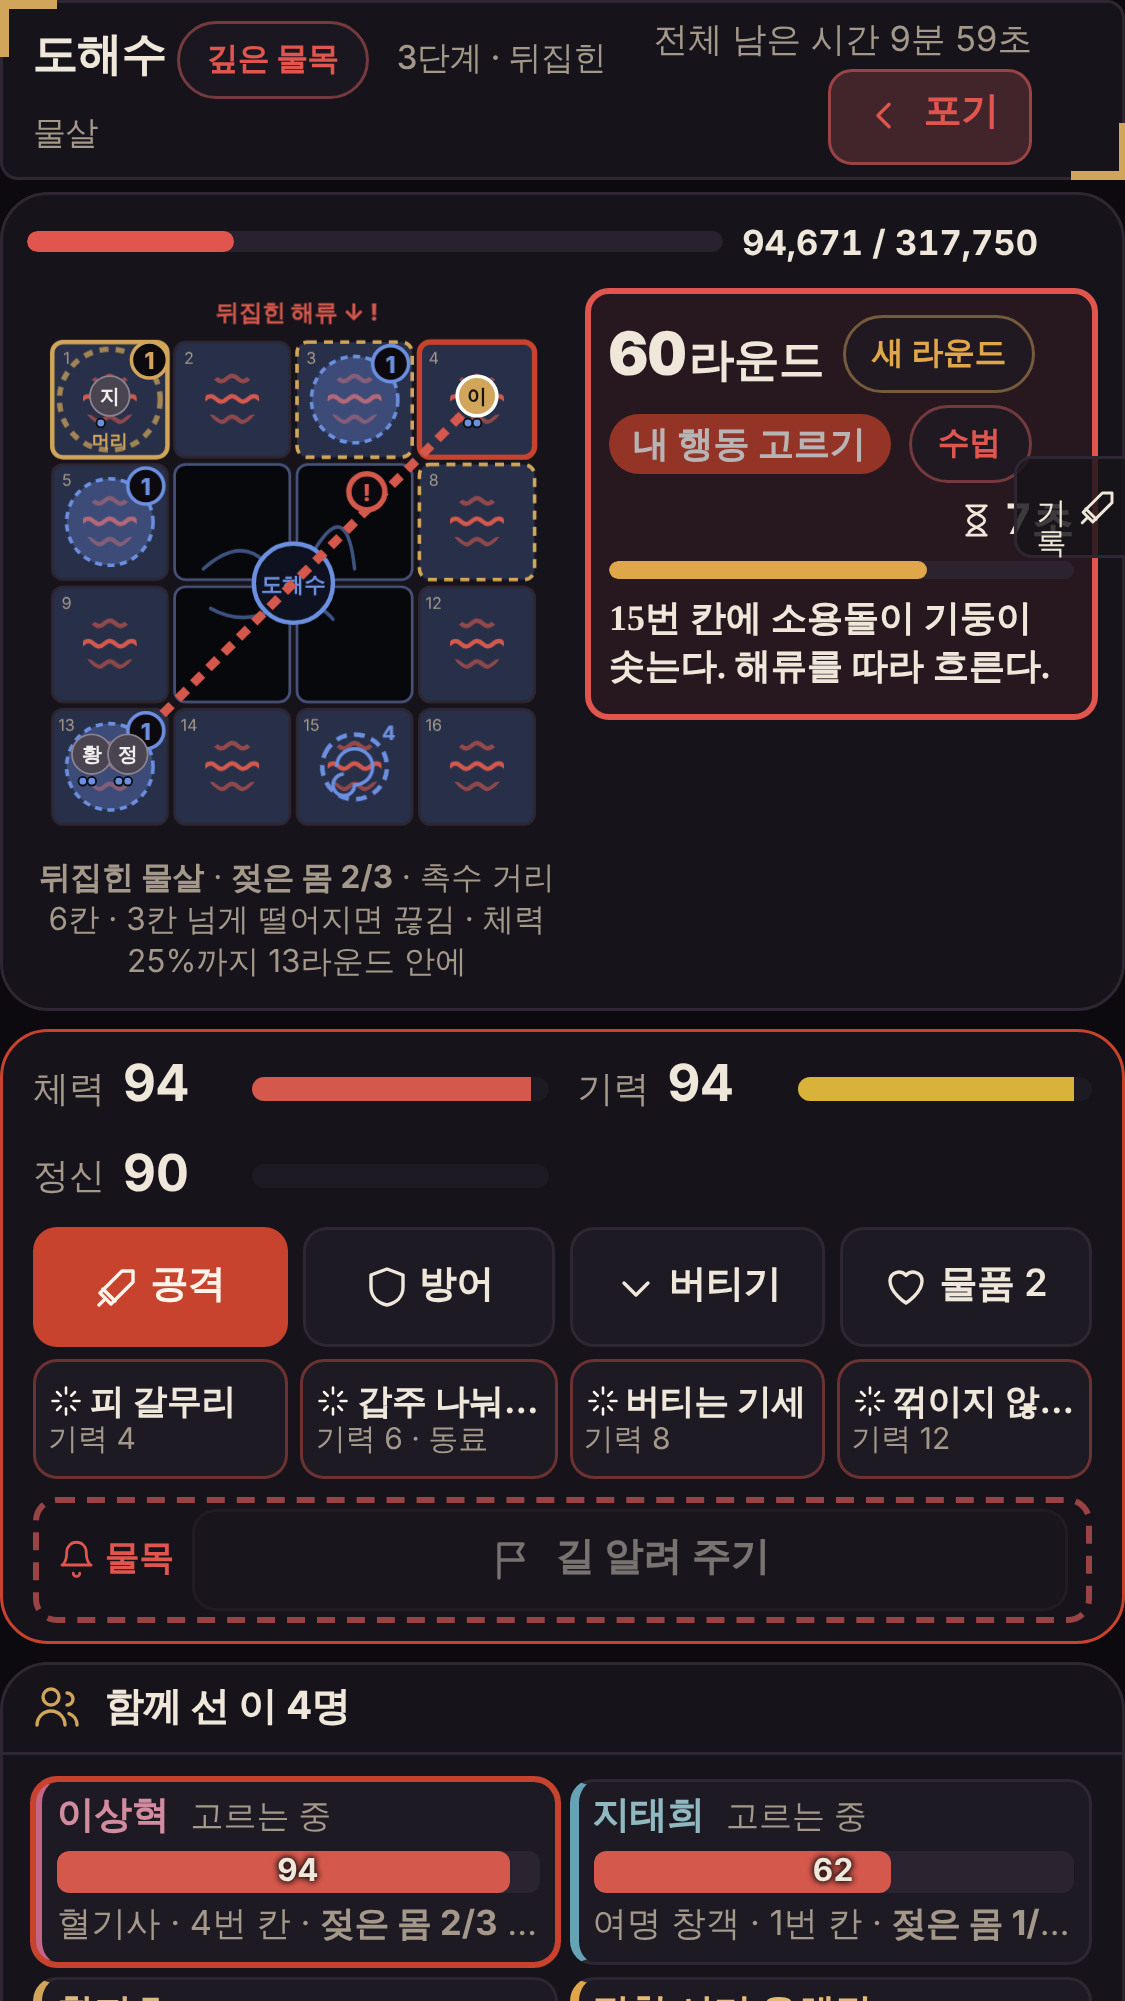 도해수 깊은 물목 3단계 · 뒤집힌 물살
전체 남은 시간 9분 59초
포기
94,671 / 317,750
뒤집힌 해류 ↓ !
1 1 지 머리
2
3 1
4 이
5 1
!
8
도해수
9
12
13 1 황 정
14
15 4
16
뒤집힌 물살 · 젖은 몸 2/3 · 촉수 거리
6칸 · 3칸 넘게 떨어지면 끊김 · 체력
25%까지 13라운드 안에
60라운드 새 라운드
내 행동 고르기 수법
7초
기록
15번 칸에 소용돌이 기둥이
솟는다. 해류를 따라 흐른다.
체력 94 기력 94
정신 90
공격 방어 버티기 물품 2
피 갈무리 갑주 나눠... 버티는 기세 꺾이지 않...
기력 4 기력 6 · 동료 기력 8 기력 12
물목 길 알려 주기
함께 선 이 4명
이상혁 고르는 중
94
혈기사 · 4번 칸 · 젖은 몸 2/3 ...
지태희 고르는 중
62
여명 창객 · 1번 칸 · 젖은 몸 1/...